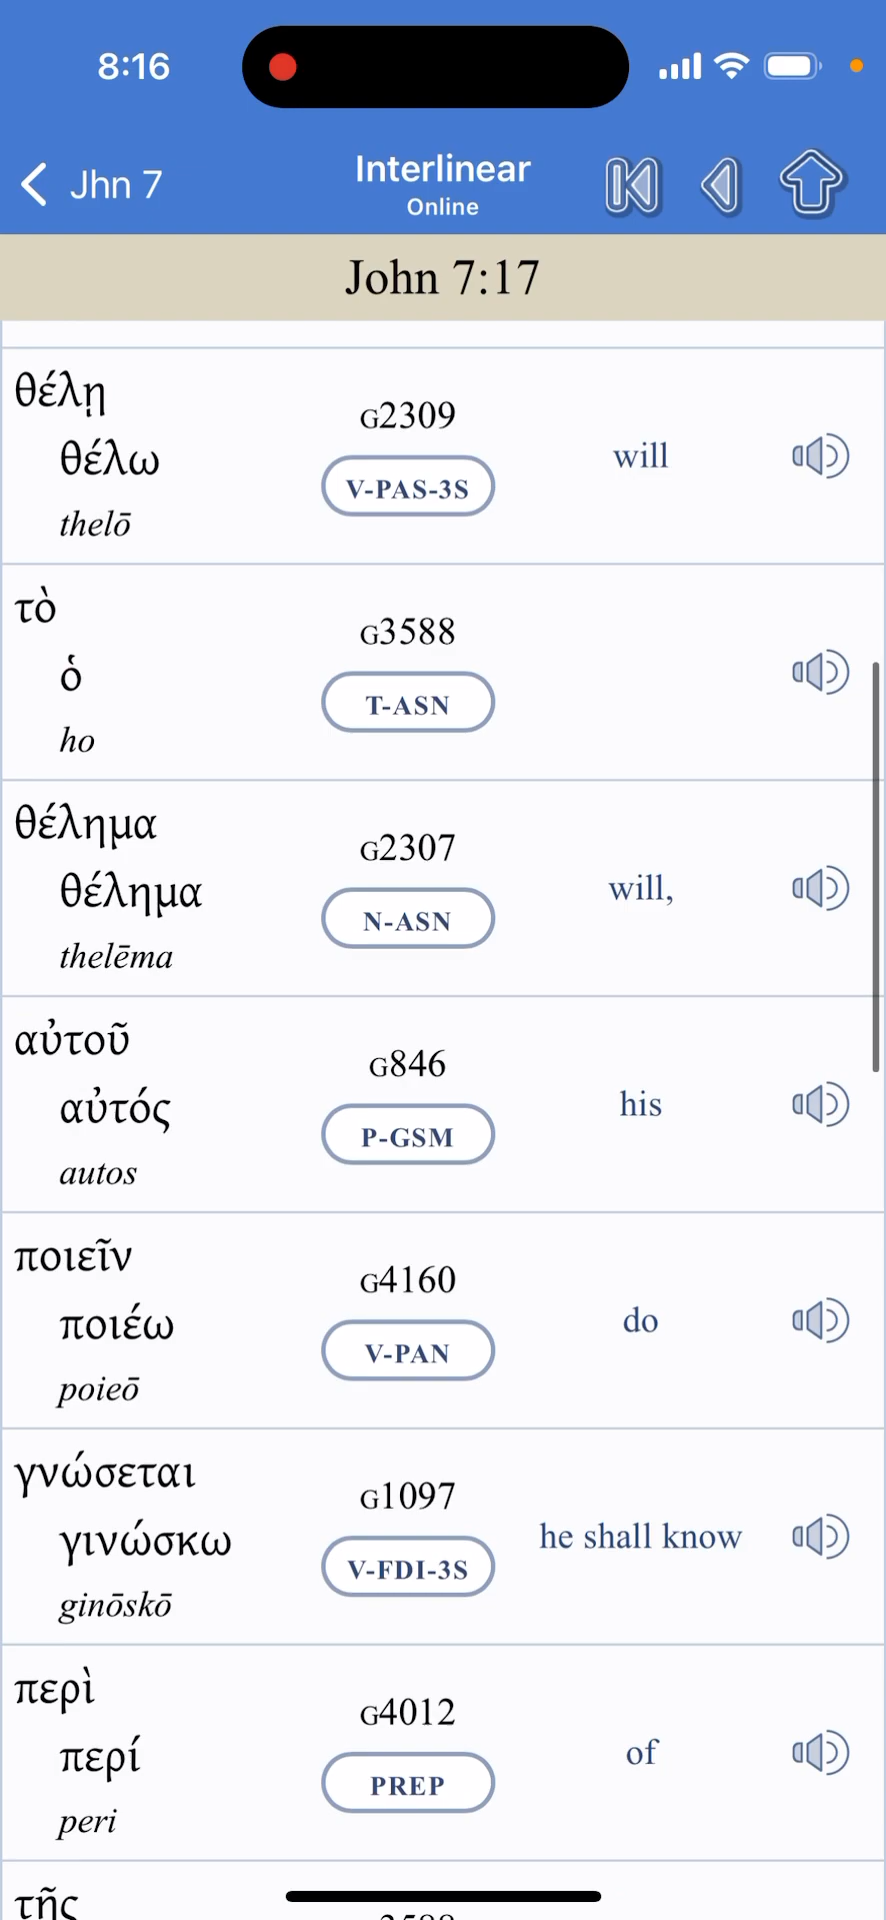 8:16
Jhn 7
Interlinear
Online
John 7:17
θέλῃ
θέλω
thelō
G2309
V-PAS-3S
will
τὸ
ὁ
ho
G3588
T-ASN
θέλημα
θέλημα
thelēma
G2307
N-ASN
will,
αὐτοῦ
αὐτός
autos
G846
P-GSM
his
ποιεῖν
ποιέω
poieō
G4160
V-PAN
do
γνώσεται
γινώσκω
ginōskō
G1097
V-FDI-3S
he shall know
περὶ
περί
peri
G4012
PREP
of
τῆς